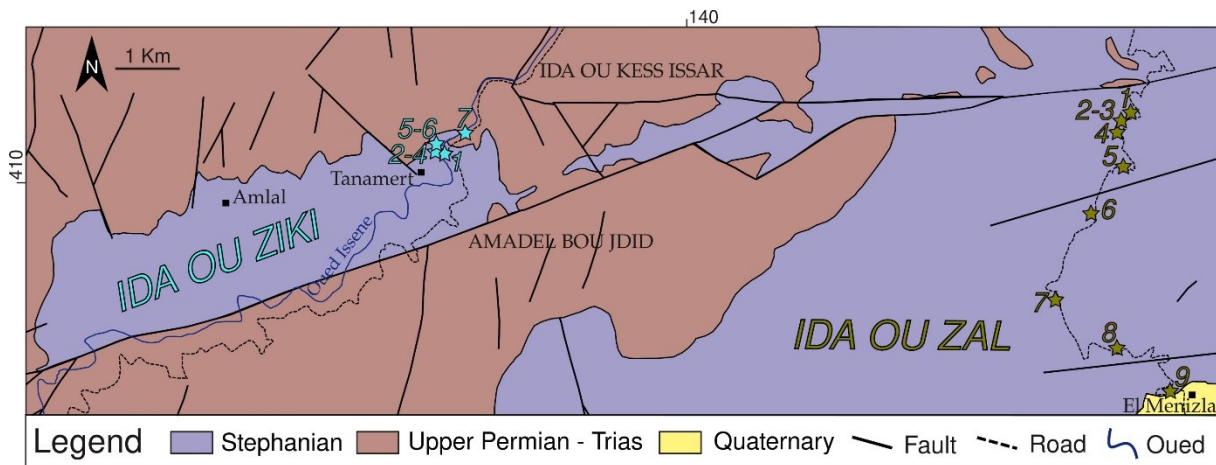 140
410
N
1 Km
IDA OU KESS ISSAR
1
2-3
4
5
6
7
8
9
7
5-6
2-4
1
Tanamert
Amlal
IDA OU ZIKI
Oued Issene
AMADEL BOU JDID
IDA OU ZAL
El Menizla
Legend
Stephanian
Upper Permian - Trias
Quaternary
Fault
Road
Oued